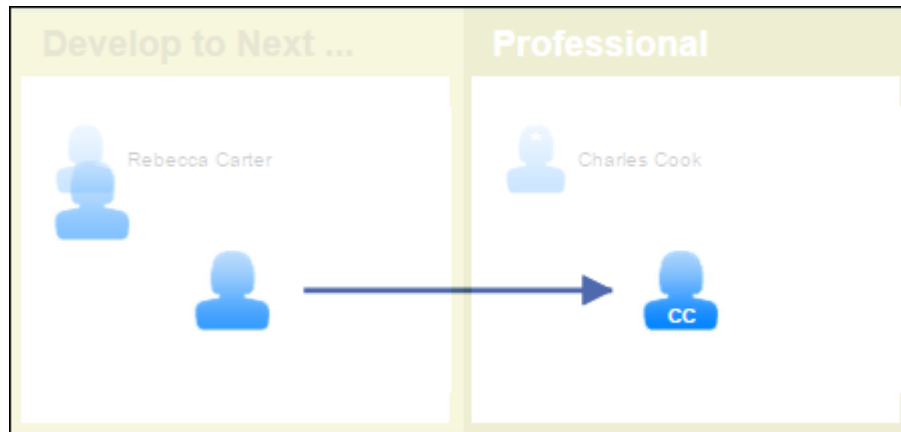 Develop to Next ...
Professional
Rebecca Carter
Charles Cook
CC